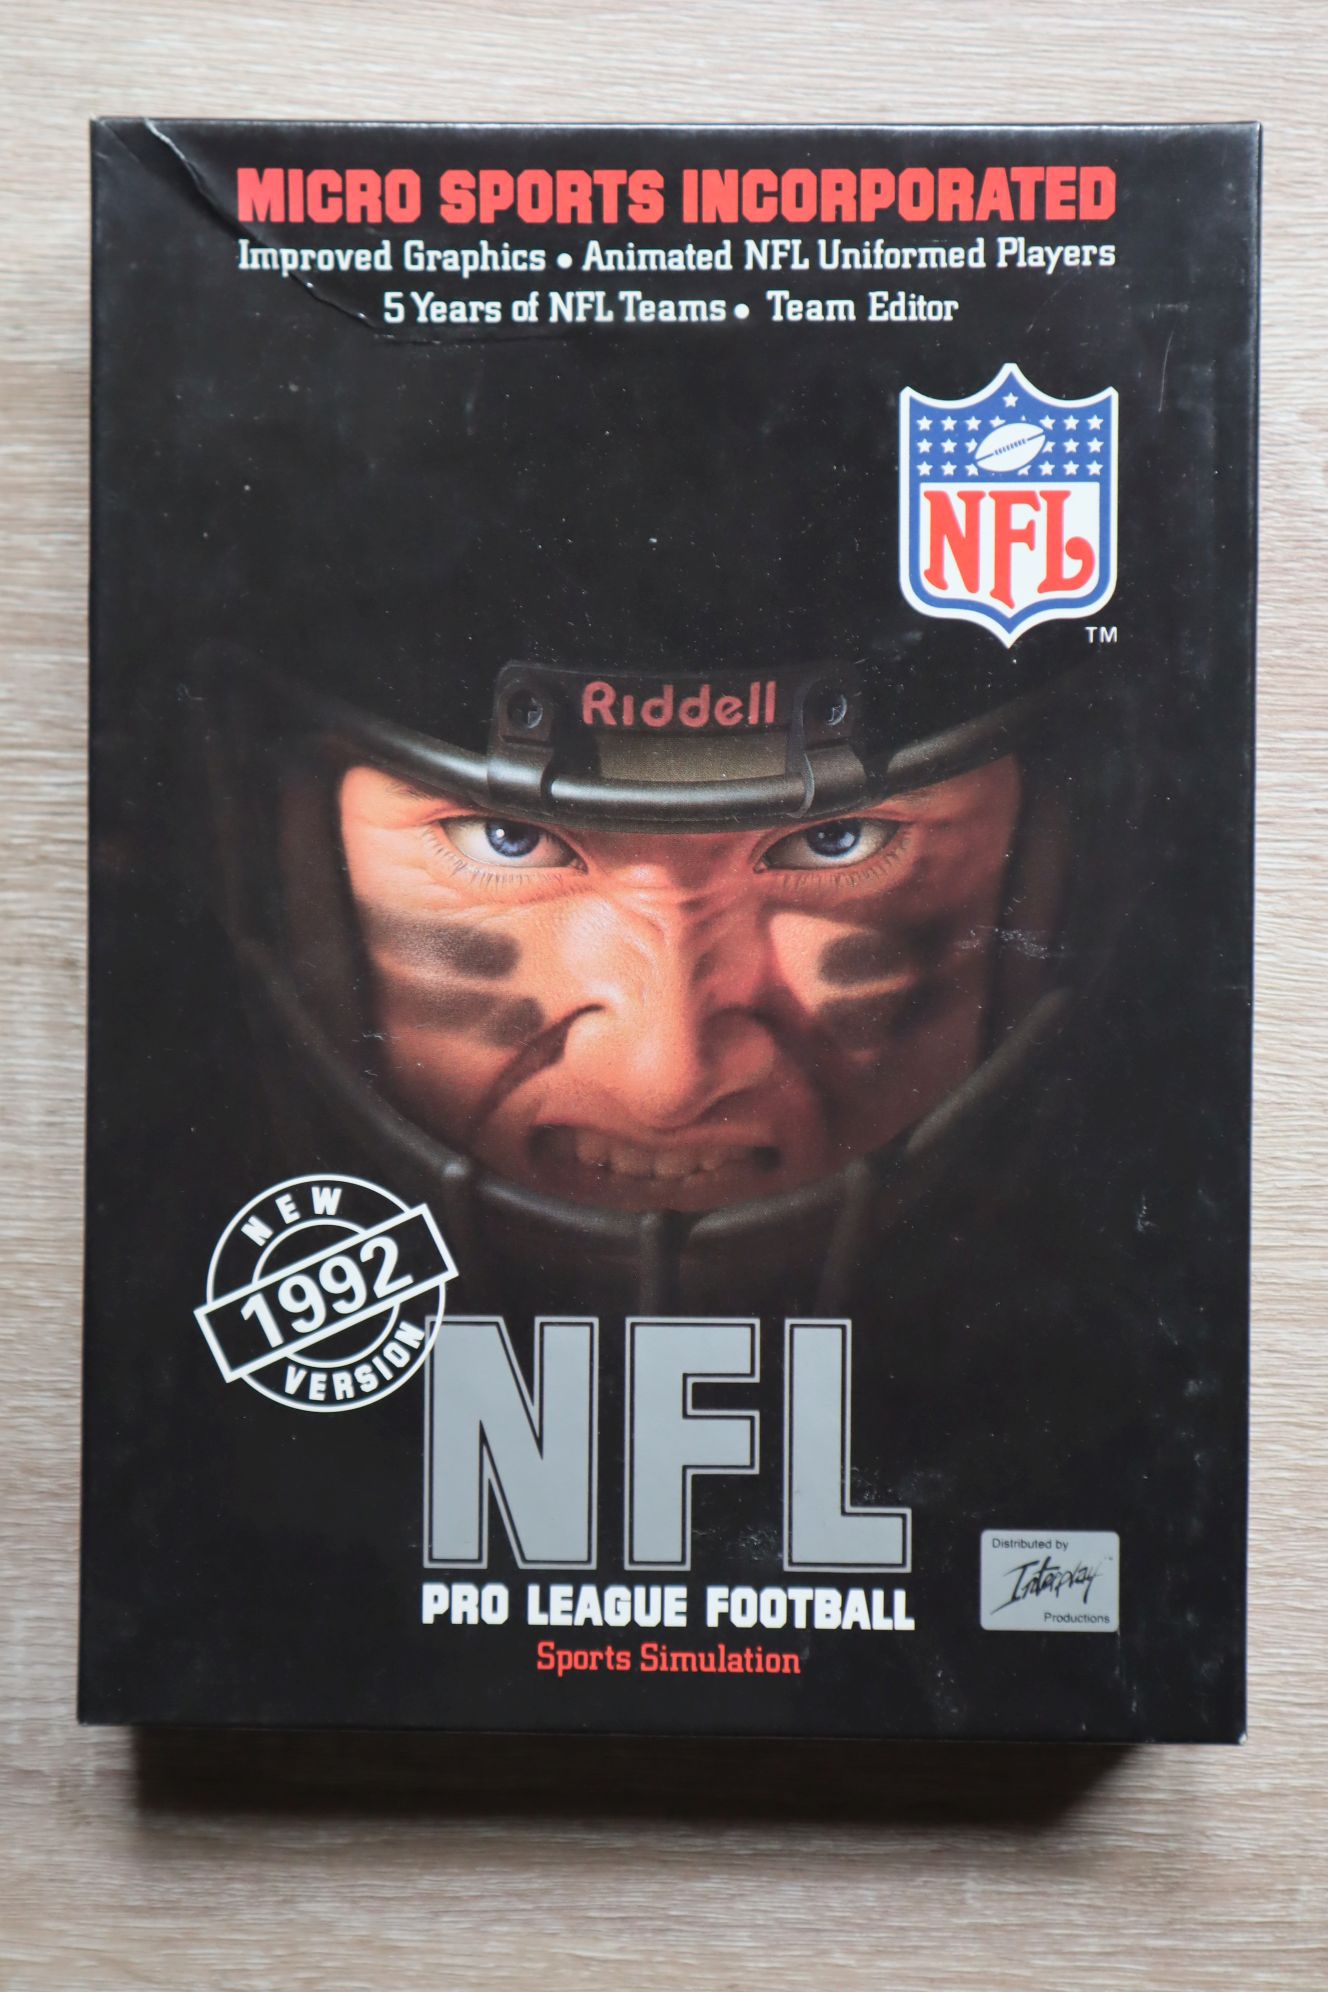 MICRO SPORTS INCORPORATED
Improved Graphics • Animated NFL Uniformed Players
5 Years of NFL Teams • Team Editor
NFL
TM
Riddell
NEW
1992
VERSION
NFL
PRO LEAGUE FOOTBALL
Sports Simulation
Distributed by
Interplay
Productions